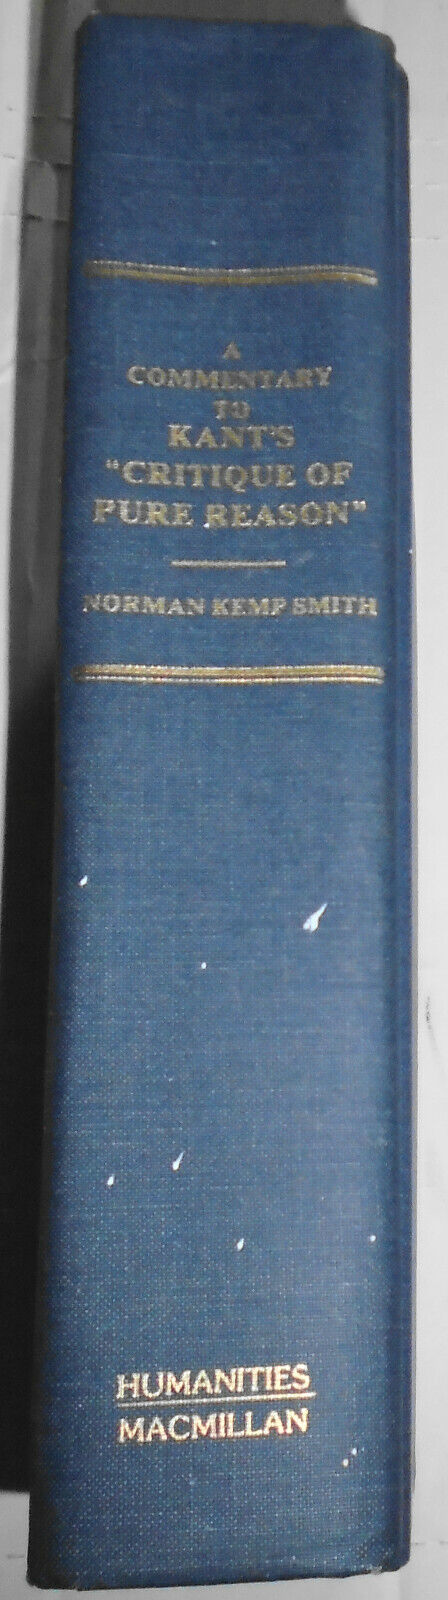 A
COMMENTARY
TO
KANT'S
"CRITIQUE OF
PURE REASON"
NORMAN KEMP SMITH
HUMANITIES
MACMILLAN